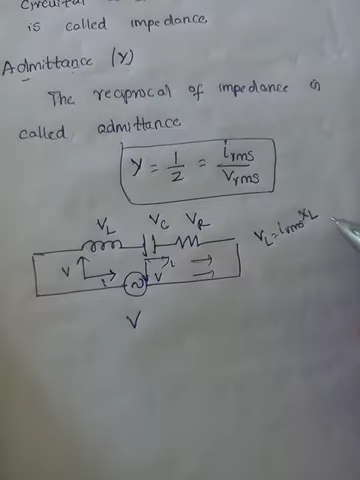 is called impedance.
Admittance (Y)
The reciprocal of impedance is
called admittance
Y = 1/Z = irms/Vrms
VL VC VR
VL = irms XL
V i i V
V